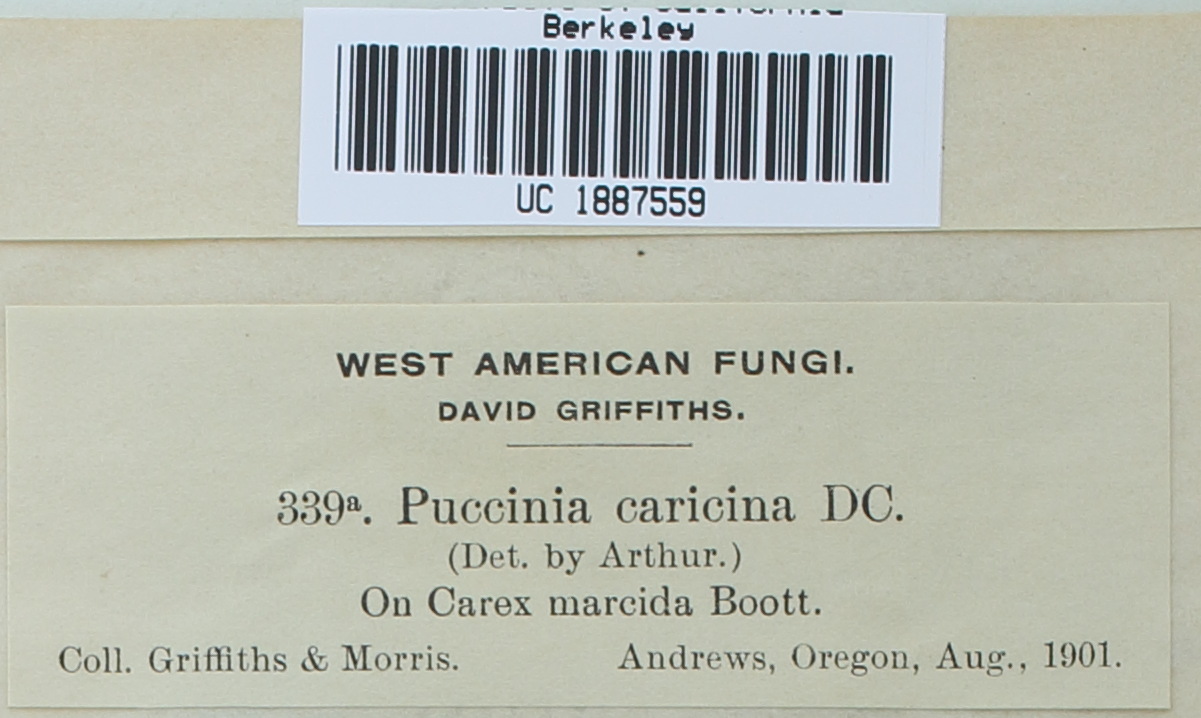 Berkeley
UC 1887559
WEST AMERICAN FUNGI.
DAVID GRIFFITHS.
339ª. Puccinia caricina DC.
(Det. by Arthur.)
On Carex marcida Boott.
Coll. Griffiths & Morris. Andrews, Oregon, Aug., 1901.